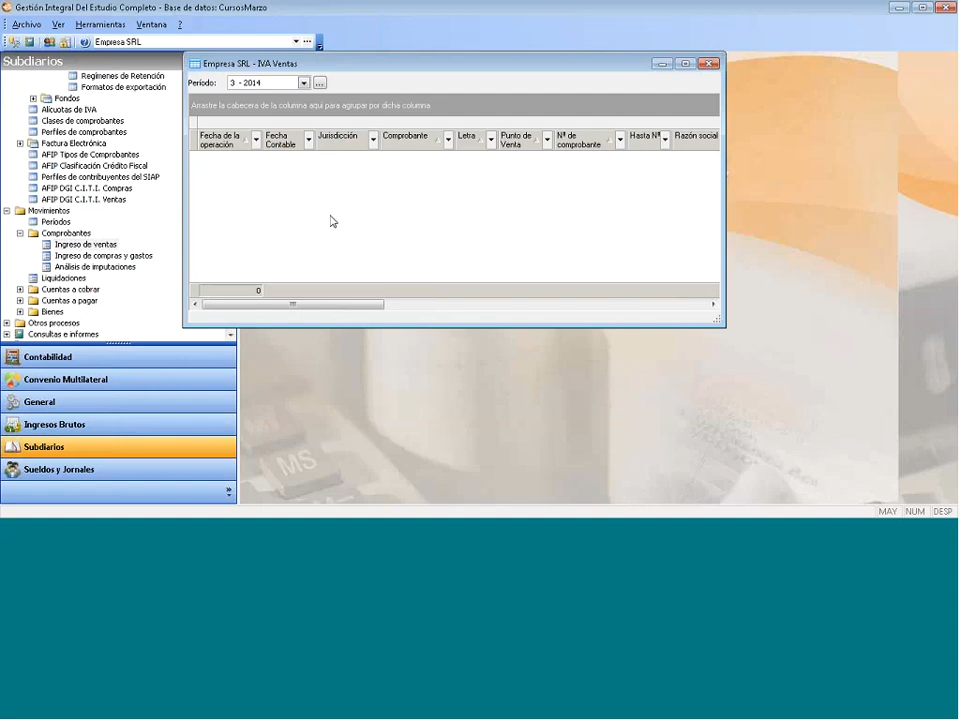 Gestión Integral Del Estudio Completo - Base de datos: CursosMarzo
Archivo Ver Herramientas Ventana ?
Empresa SRL
Subdiarios
Regímenes de Retención
Formatos de exportación
Fondos
Alícuotas de IVA
Clases de comprobantes
Perfiles de comprobantes
Factura Electrónica
AFIP Tipos de Comprobantes
AFIP Clasificación Crédito Fiscal
Perfiles de contribuyentes del SIAP
AFIP DGI C.I.T.I. Compras
AFIP DGI C.I.T.I. Ventas
Movimientos
Períodos
Comprobantes
Ingreso de ventas
Ingreso de compras y gastos
Análisis de imputaciones
Liquidaciones
Cuentas a cobrar
Cuentas a pagar
Bienes
Otros procesos
Consultas e informes
Contabilidad
Convenio Multilateral
General
Ingresos Brutos
Subdiarios
Sueldos y Jornales
Empresa SRL - IVA Ventas
Período: 3 - 2014 ...
Arrastre la cabecera de la columna aquí para agrupar por dicha columna
Fecha de la operación Fecha Contable Jurisdicción Comprobante Letra Punto de Venta Nº de comprobante Hasta Nº Razón social
0
MS
MAY NUM DESP